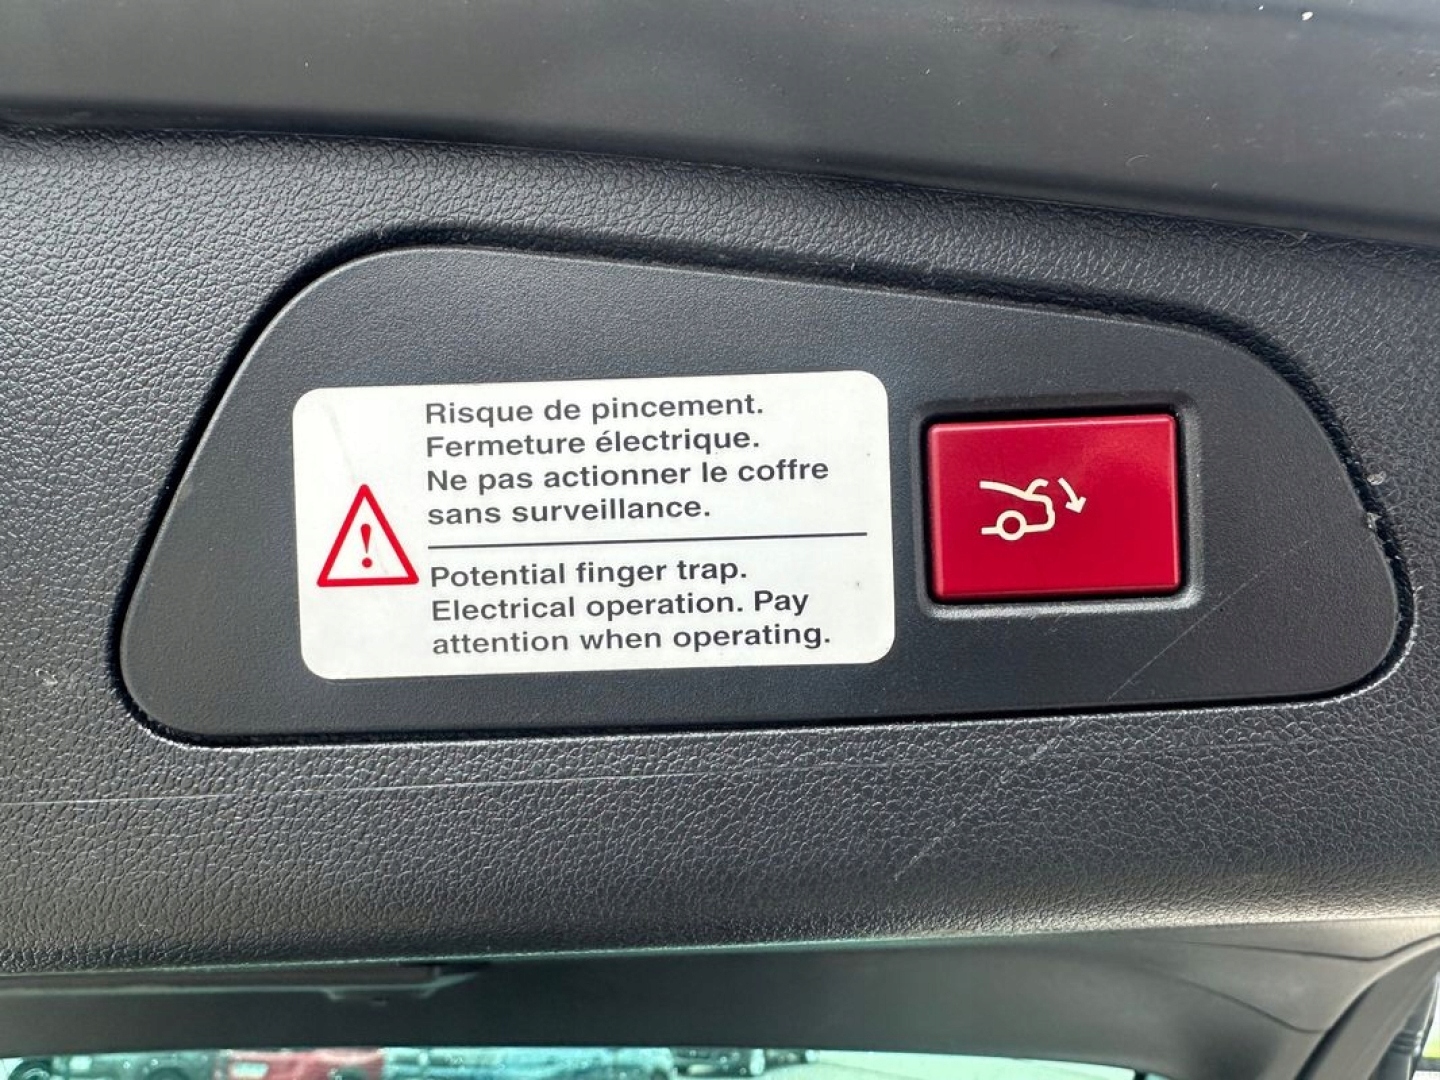 Risque de pincement.
Fermeture électrique.
Ne pas actionner le coffre
sans surveillance.
Potential finger trap.
Electrical operation. Pay
attention when operating.